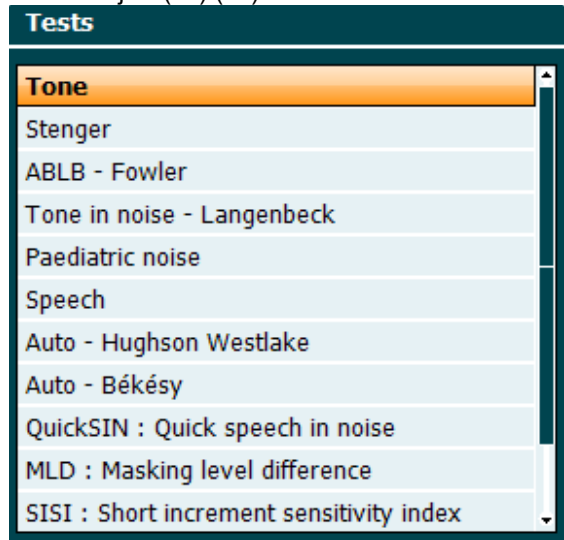 Tests
Tone
Stenger
ABLB - Fowler
Tone in noise - Langenbeck
Paediatric noise
Speech
Auto - Hughson Westlake
Auto - Békésy
QuickSIN : Quick speech in noise
MLD : Masking level difference
SISI : Short increment sensitivity index